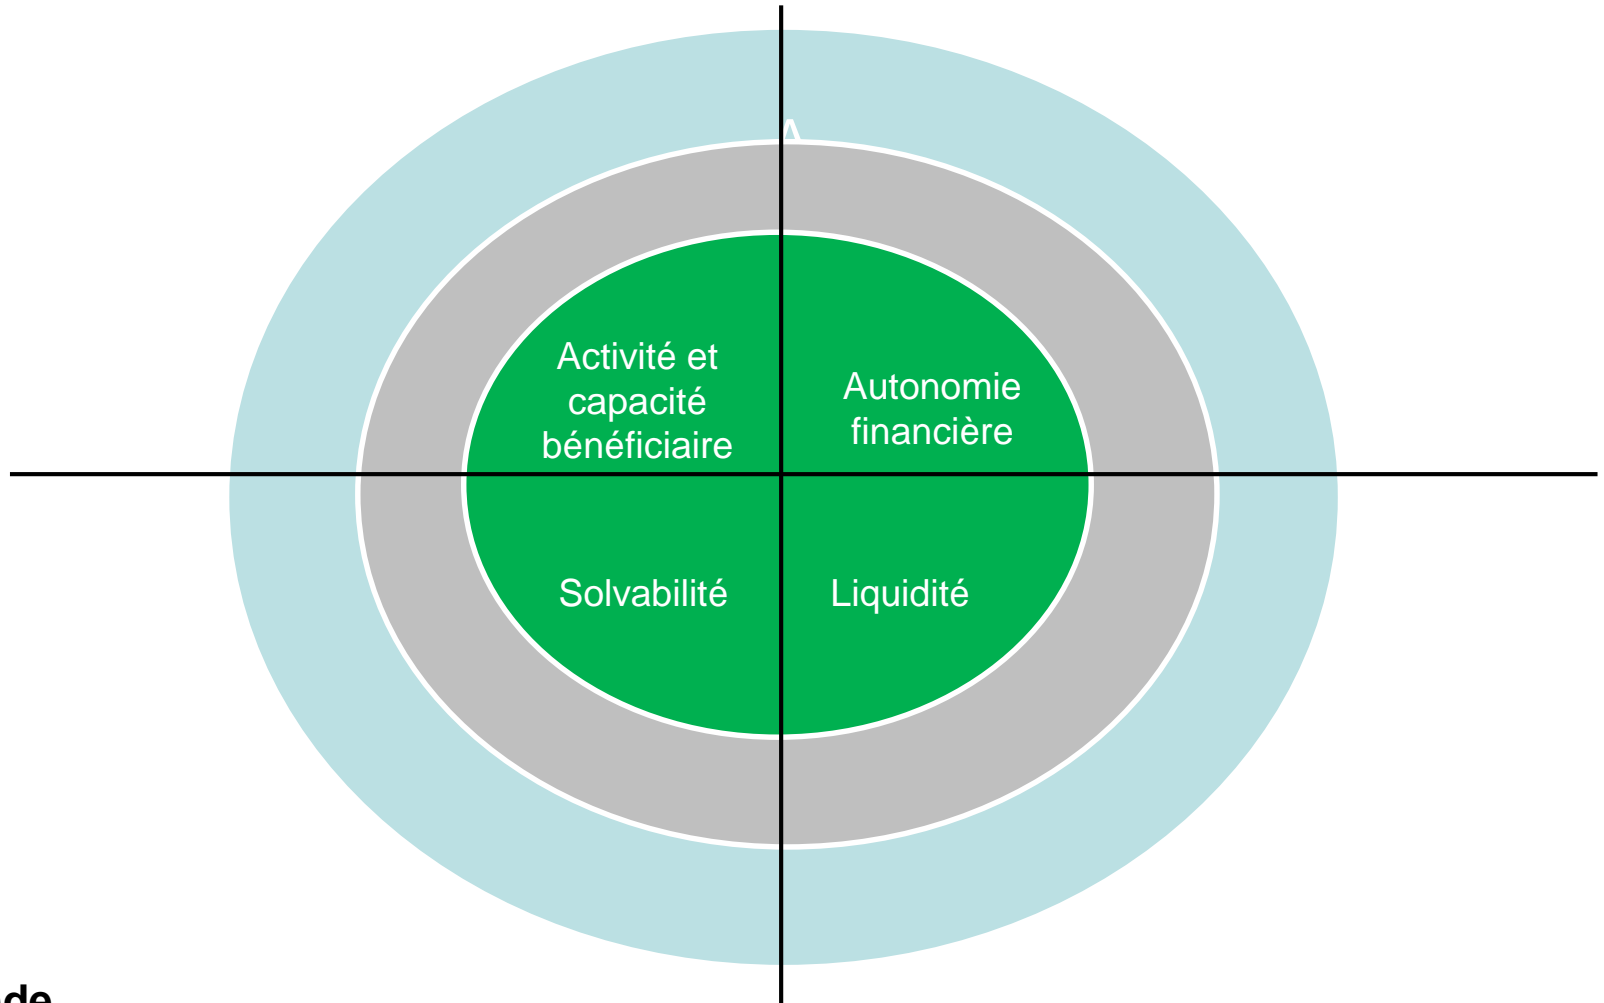 Activité et
capacité
bénéficiaire
Autonomie
financière
Solvabilité
Liquidité